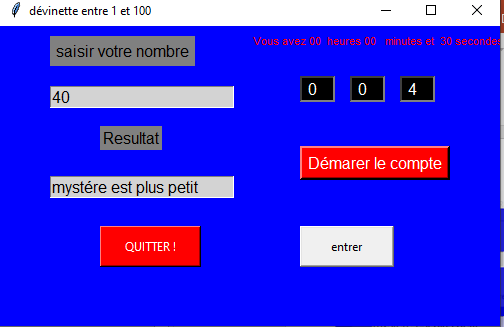 dévinette entre 1 et 100
Vous avez 00 heures 00 minutes et 30 secondes
saisir votre nombre
40
0 0 4
Resultat
Démarer le compte
mystére est plus petit
QUITTER !
entrer